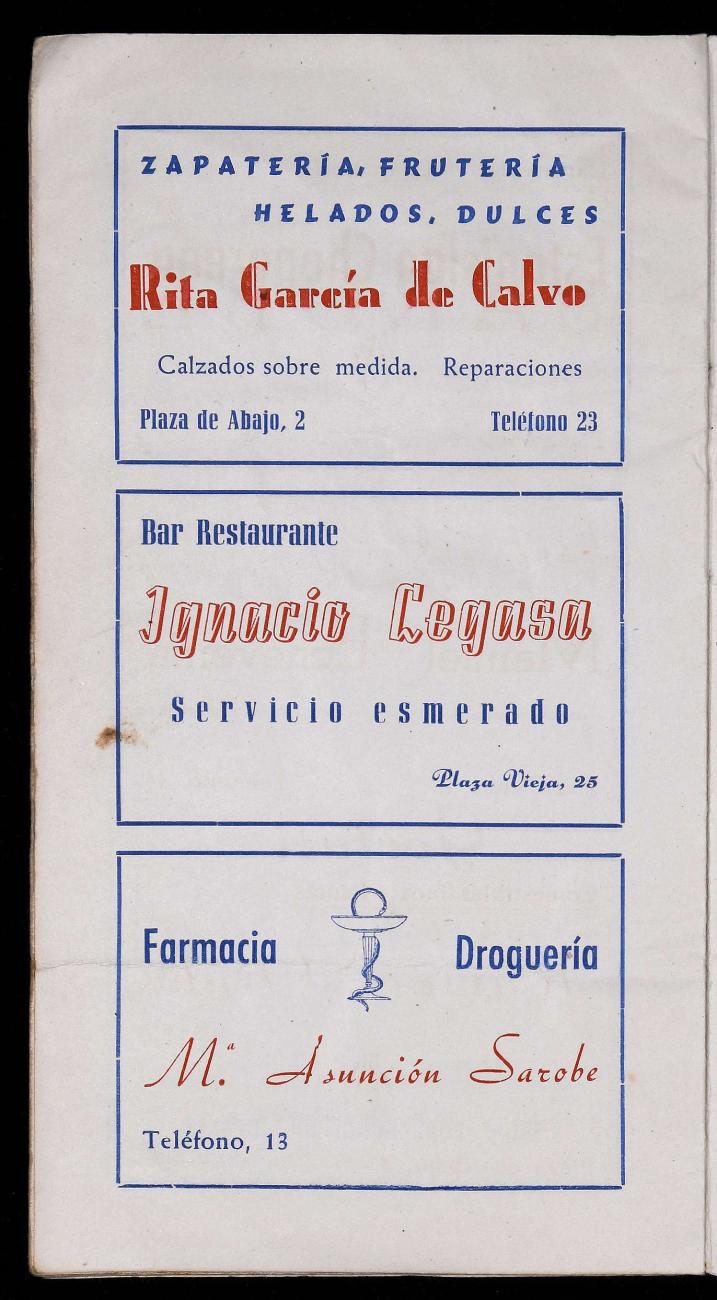 ZAPATERÍA, FRUTERÍA
HELADOS, DULCES
Rita García de Calvo
Calzados sobre medida. Reparaciones
Plaza de Abajo, 2 Teléfono 23
Bar Restaurante
Ignacio Legasa
Servicio esmerado
Plaza Vieja, 25
Farmacia Droguería
M.ª Asunción Sarobe
Teléfono, 13